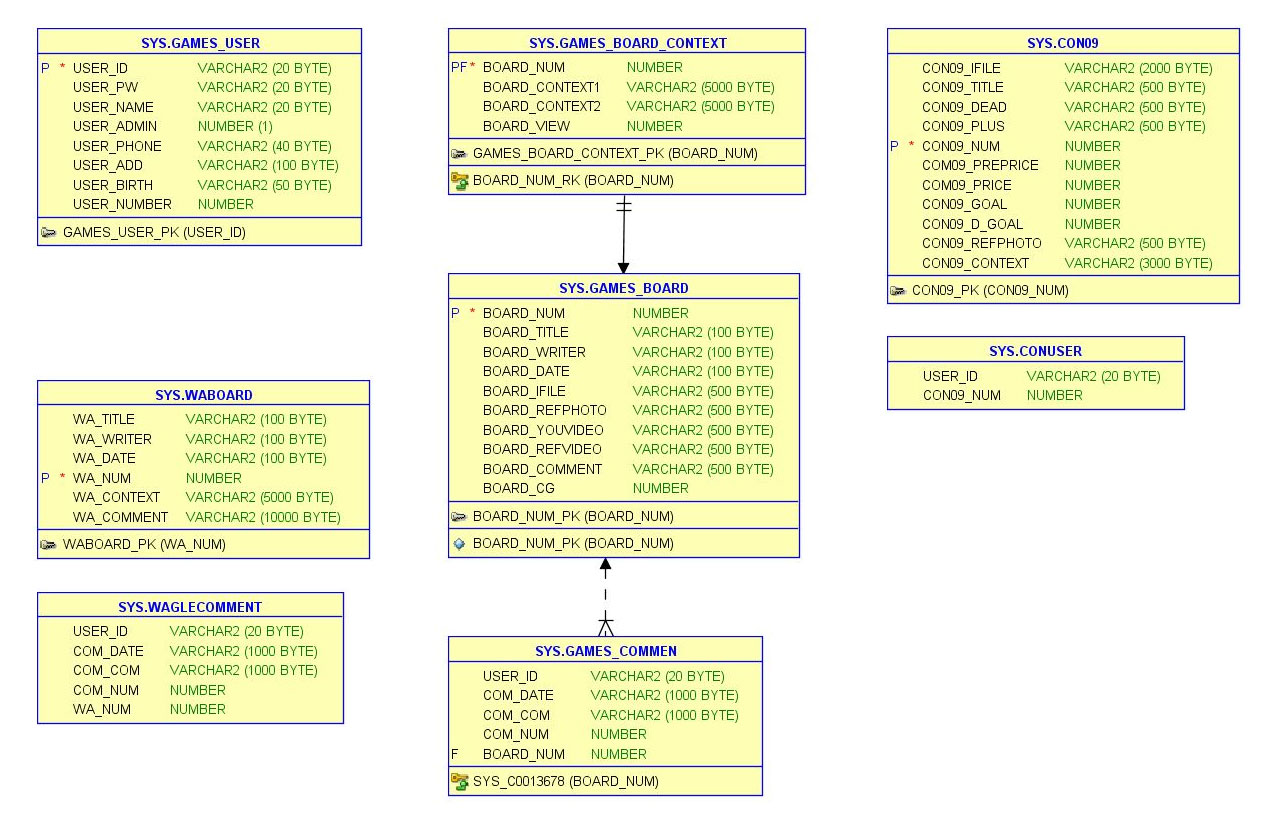 SYS.GAMES_USER
P * USER_ID VARCHAR2 (20 BYTE)
USER_PW VARCHAR2 (20 BYTE)
USER_NAME VARCHAR2 (20 BYTE)
USER_ADMIN NUMBER (1)
USER_PHONE VARCHAR2 (40 BYTE)
USER_ADD VARCHAR2 (100 BYTE)
USER_BIRTH VARCHAR2 (50 BYTE)
USER_NUMBER NUMBER
GAMES_USER_PK (USER_ID)
SYS.WABOARD
WA_TITLE VARCHAR2 (100 BYTE)
WA_WRITER VARCHAR2 (100 BYTE)
WA_DATE VARCHAR2 (100 BYTE)
P * WA_NUM NUMBER
WA_CONTEXT VARCHAR2 (5000 BYTE)
WA_COMMENT VARCHAR2 (10000 BYTE)
WABOARD_PK (WA_NUM)
SYS.WAGLECOMMENT
USER_ID VARCHAR2 (20 BYTE)
COM_DATE VARCHAR2 (1000 BYTE)
COM_COM VARCHAR2 (1000 BYTE)
COM_NUM NUMBER
WA_NUM NUMBER
SYS.GAMES_BOARD_CONTEXT
PF * BOARD_NUM NUMBER
BOARD_CONTEXT1 VARCHAR2 (5000 BYTE)
BOARD_CONTEXT2 VARCHAR2 (5000 BYTE)
BOARD_VIEW NUMBER
GAMES_BOARD_CONTEXT_PK (BOARD_NUM)
BOARD_NUM_RK (BOARD_NUM)
SYS.GAMES_BOARD
P * BOARD_NUM NUMBER
BOARD_TITLE VARCHAR2 (100 BYTE)
BOARD_WRITER VARCHAR2 (100 BYTE)
BOARD_DATE VARCHAR2 (100 BYTE)
BOARD_IFILE VARCHAR2 (500 BYTE)
BOARD_REFPHOTO VARCHAR2 (500 BYTE)
BOARD_YOUVIDEO VARCHAR2 (500 BYTE)
BOARD_REFVIDEO VARCHAR2 (500 BYTE)
BOARD_COMMENT VARCHAR2 (500 BYTE)
BOARD_CG NUMBER
BOARD_NUM_PK (BOARD_NUM)
BOARD_NUM_PK (BOARD_NUM)
SYS.GAMES_COMMEN
USER_ID VARCHAR2 (20 BYTE)
COM_DATE VARCHAR2 (1000 BYTE)
COM_COM VARCHAR2 (1000 BYTE)
COM_NUM NUMBER
F BOARD_NUM NUMBER
SYS_C0013678 (BOARD_NUM)
SYS.CON09
CON09_IFILE VARCHAR2 (2000 BYTE)
CON09_TITLE VARCHAR2 (500 BYTE)
CON09_DEAD VARCHAR2 (500 BYTE)
CON09_PLUS VARCHAR2 (500 BYTE)
P * CON09_NUM NUMBER
COM09_PREPRICE NUMBER
COM09_PRICE NUMBER
CON09_GOAL NUMBER
CON09_D_GOAL NUMBER
CON09_REFPHOTO VARCHAR2 (500 BYTE)
CON09_CONTEXT VARCHAR2 (3000 BYTE)
CON09_PK (CON09_NUM)
SYS.CONUSER
USER_ID VARCHAR2 (20 BYTE)
CON09_NUM NUMBER